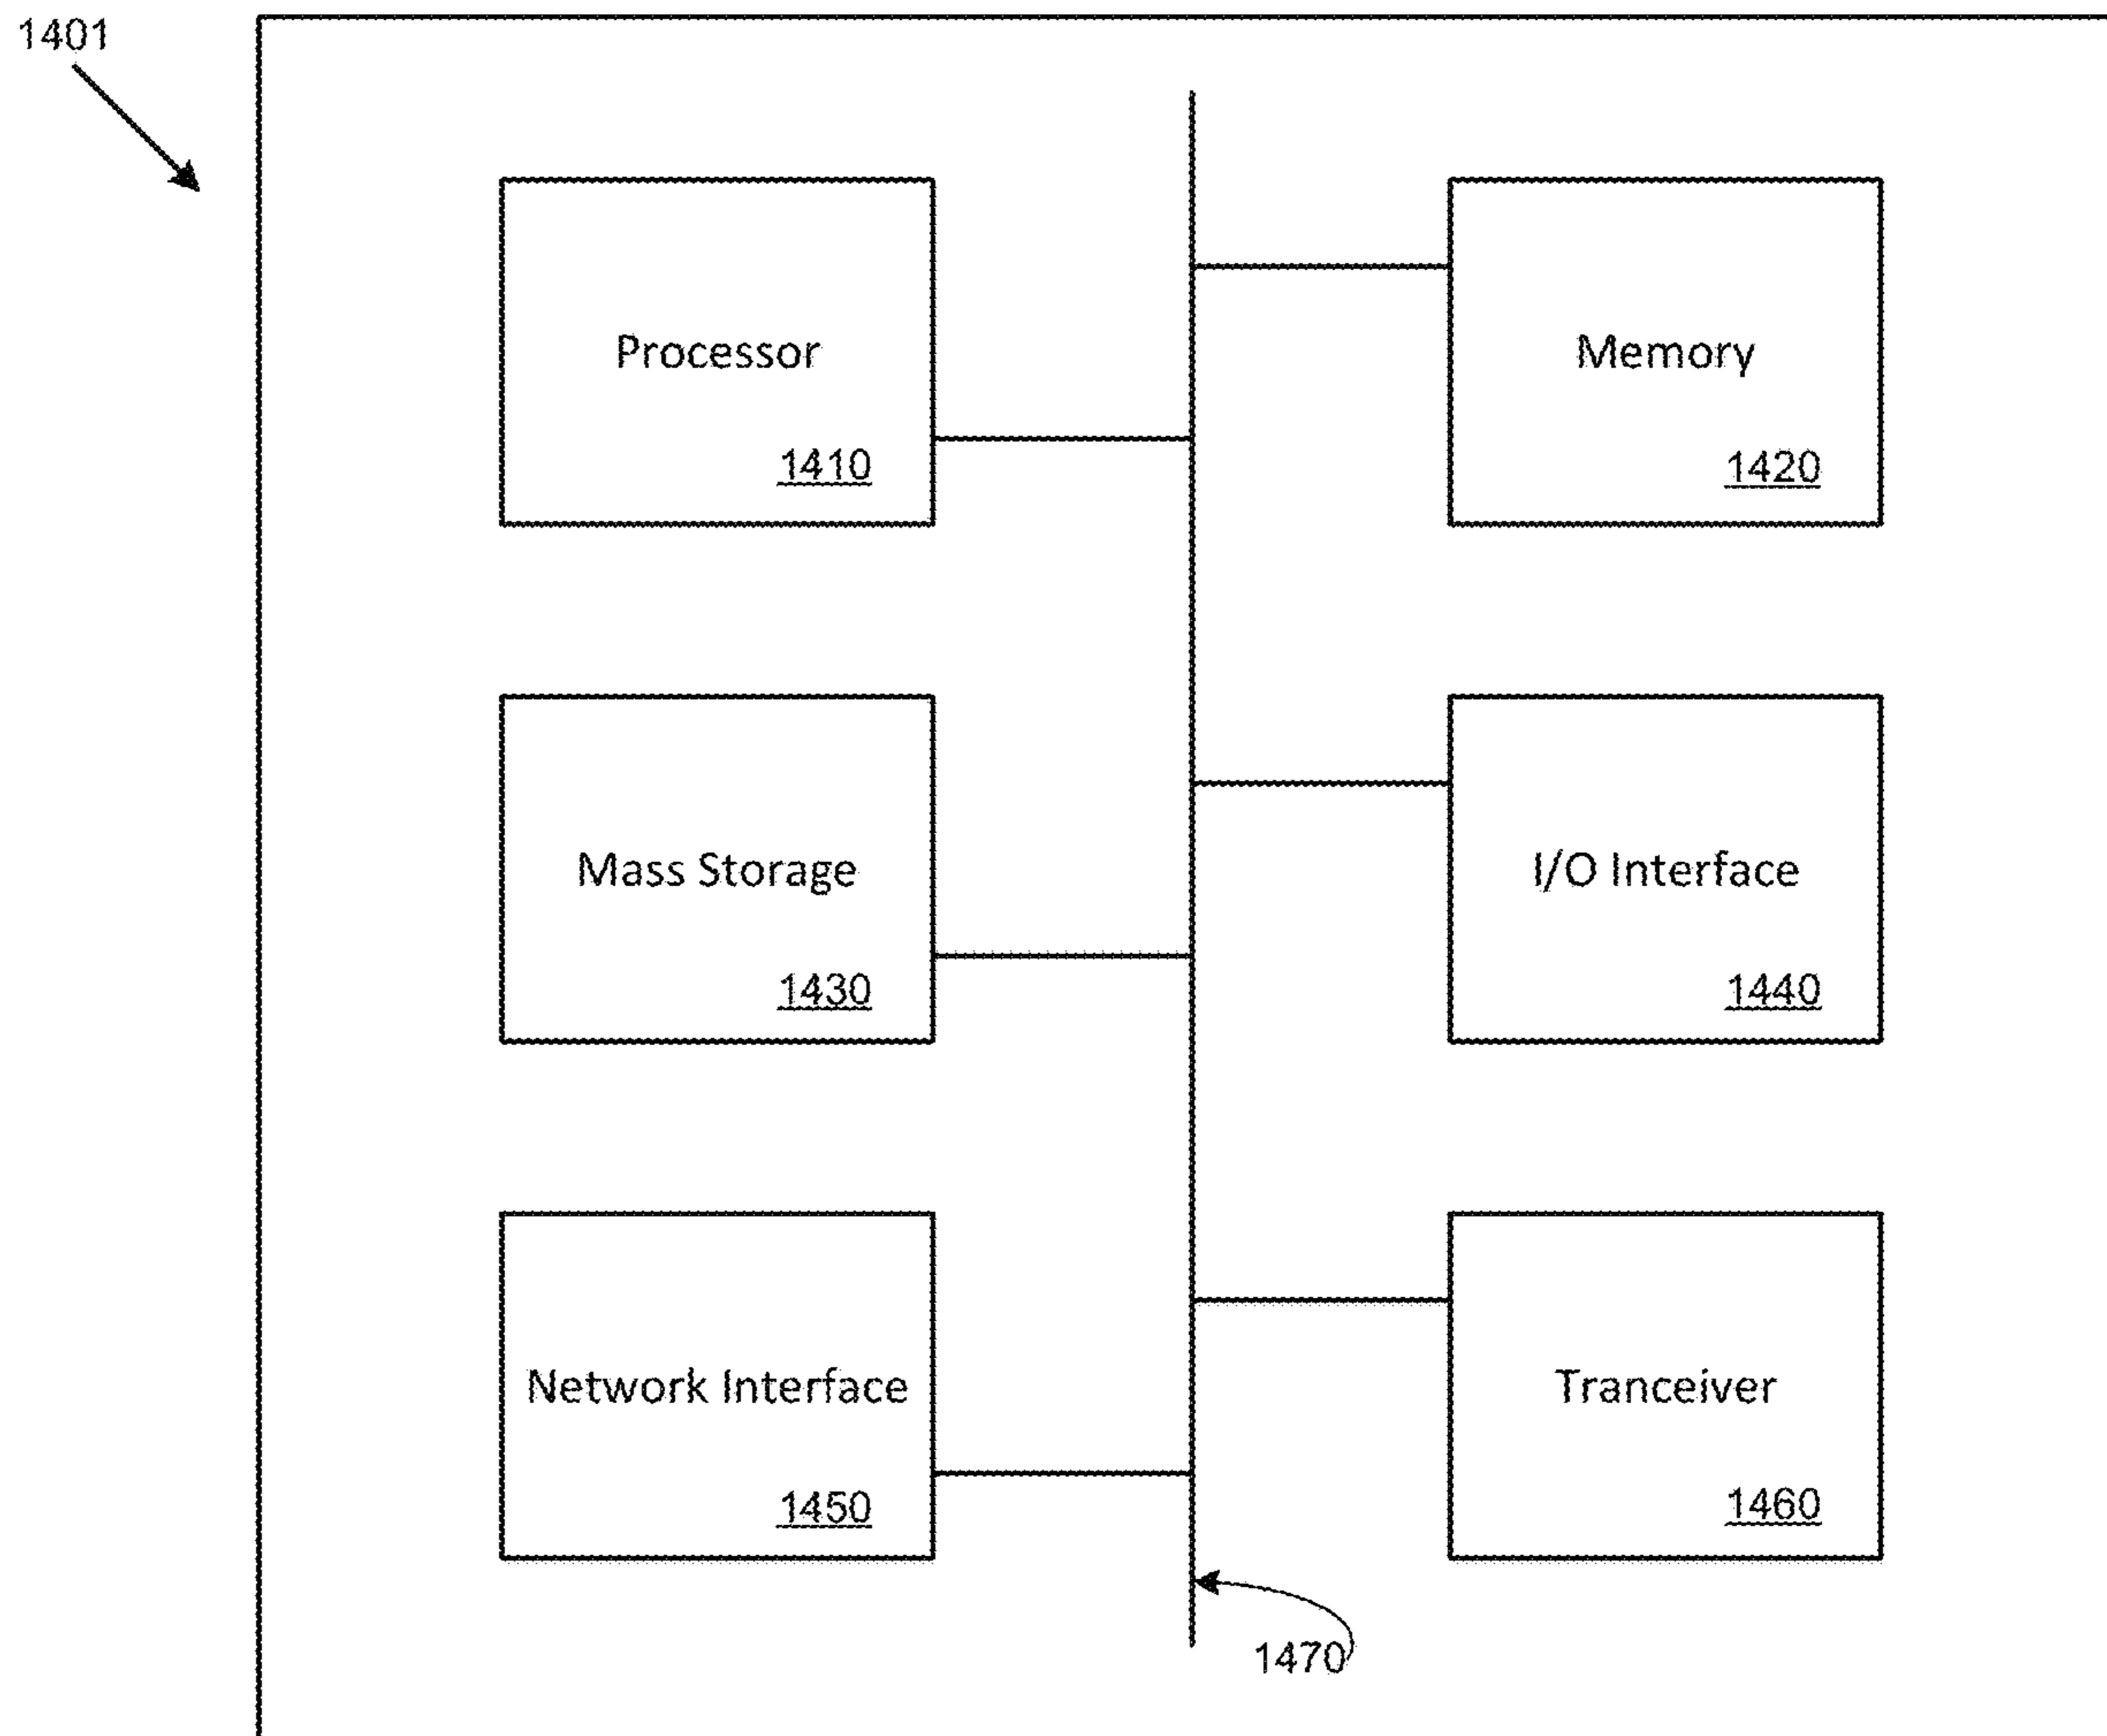 1401
Processor
1410
Memory
1420
Mass Storage
1430
I/O Interface
1440
Network Interface
1450
Tranceiver
1460
1470